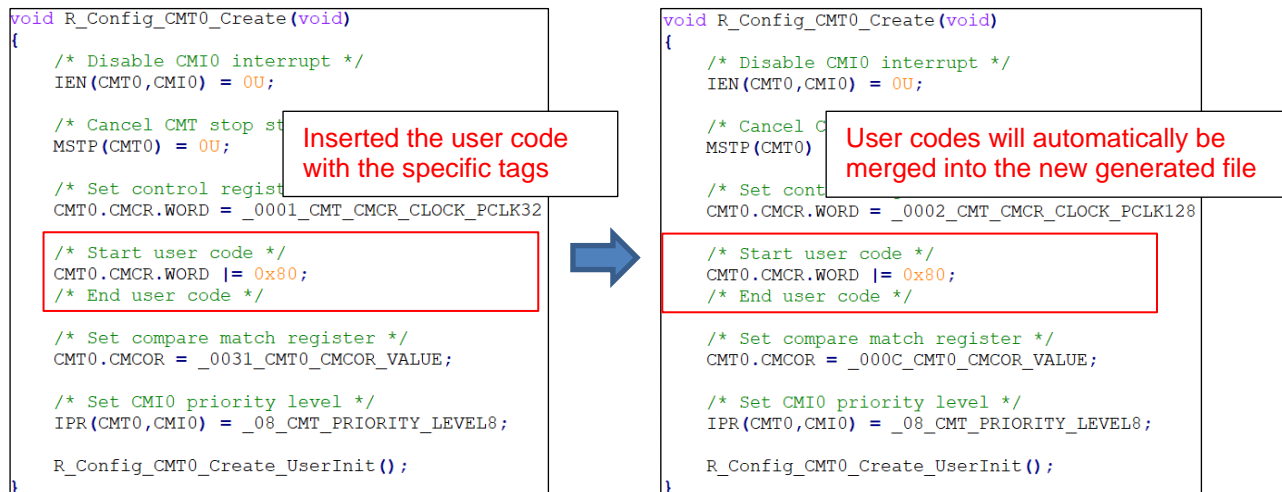 void R_Config_CMT0_Create(void)
{
    /* Disable CMI0 interrupt */
    IEN(CMT0,CMI0) = 0U;
    /* Cancel CMT stop st
    MSTP(CMT0) = 0U;
Inserted the user code
with the specific tags
    /* Set control regist
    CMT0.CMCR.WORD = _0001_CMT_CMCR_CLOCK_PCLK32
    /* Start user code */
    CMT0.CMCR.WORD |= 0x80;
    /* End user code */
    /* Set compare match register */
    CMT0.CMCOR = _0031_CMT0_CMCOR_VALUE;
    /* Set CMI0 priority level */
    IPR(CMT0,CMI0) = _08_CMT_PRIORITY_LEVEL8;
    R_Config_CMT0_Create_UserInit();
}
void R_Config_CMT0_Create(void)
{
    /* Disable CMI0 interrupt */
    IEN(CMT0,CMI0) = 0U;
    /* Cancel C
    MSTP(CMT0)
User codes will automatically be
merged into the new generated file
    /* Set cont
    CMT0.CMCR.WORD = _0002_CMT_CMCR_CLOCK_PCLK128
    /* Start user code */
    CMT0.CMCR.WORD |= 0x80;
    /* End user code */
    /* Set compare match register */
    CMT0.CMCOR = _000C_CMT0_CMCOR_VALUE;
    /* Set CMI0 priority level */
    IPR(CMT0,CMI0) = _08_CMT_PRIORITY_LEVEL8;
    R_Config_CMT0_Create_UserInit();
}